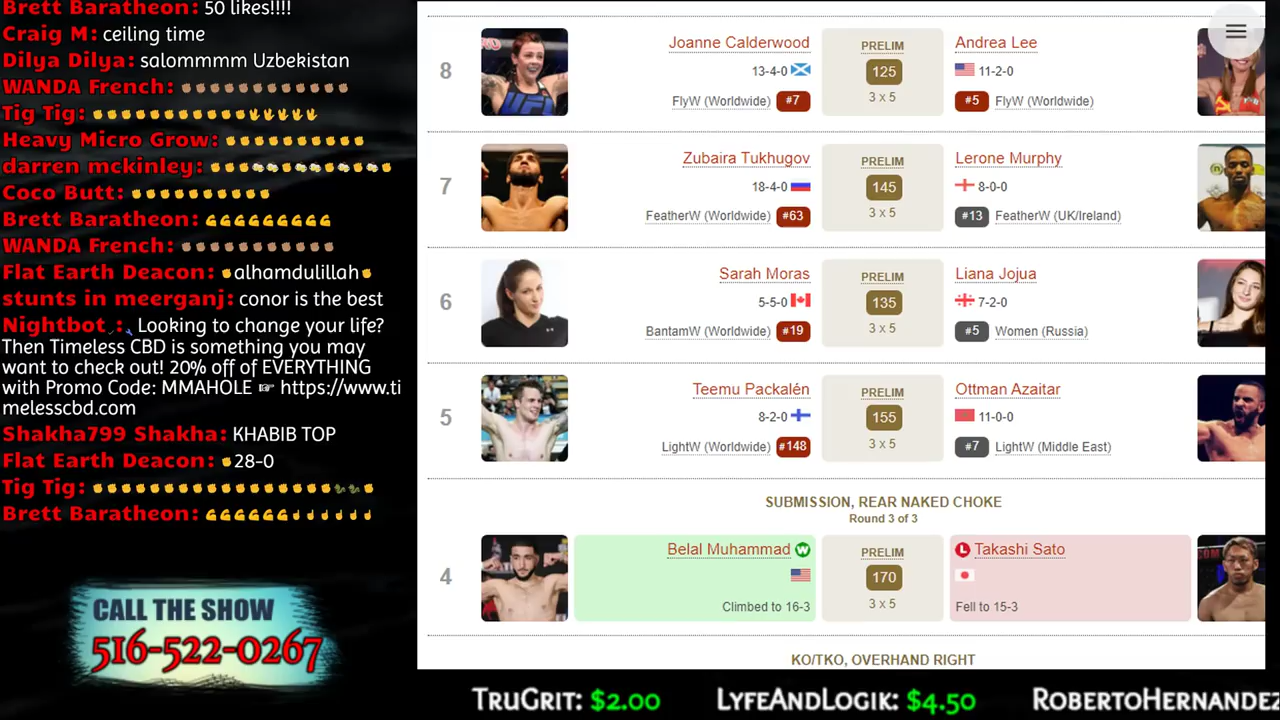 Brett Baratheon: 50 likes!!!!
Craig M: ceiling time
Dilya Dilya: salommmm Uzbekistan
WANDA French:
Tig Tig:
Heavy Micro Grow:
darren mckinley:
Coco Butt:
Brett Baratheon:
WANDA French:
Flat Earth Deacon: alhamdulillah
stunts in meerganj: conor is the best
Nightbot : Looking to change your life?
Then Timeless CBD is something you may
want to check out! 20% off of EVERYTHING
with Promo Code: MMAHOLE ☞ https://www.ti
melesscbd.com
Shakha799 Shakha: KHABIB TOP
Flat Earth Deacon: 28-0
Tig Tig:
Brett Baratheon:
CALL THE SHOW
516-522-0267
8
Joanne Calderwood
13-4-0
FlyW (Worldwide) #7
PRELIM
125
3 x 5
Andrea Lee
11-2-0
#5 FlyW (Worldwide)
7
Zubaira Tukhugov
18-4-0
FeatherW (Worldwide) #63
PRELIM
145
3 x 5
Lerone Murphy
8-0-0
#13 FeatherW (UK/Ireland)
6
Sarah Moras
5-5-0
BantamW (Worldwide) #19
PRELIM
135
3 x 5
Liana Jojua
7-2-0
#5 Women (Russia)
5
Teemu Packalén
8-2-0
LightW (Worldwide) #148
PRELIM
155
3 x 5
Ottman Azaitar
11-0-0
#7 LightW (Middle East)
SUBMISSION, REAR NAKED CHOKE
Round 3 of 3
4
Belal Muhammad W
Climbed to 16-3
PRELIM
170
3 x 5
L Takashi Sato
Fell to 15-3
KO/TKO, OVERHAND RIGHT
TruGrit: $2.00 LyfeAndLogik: $4.50 RobertoHernandez